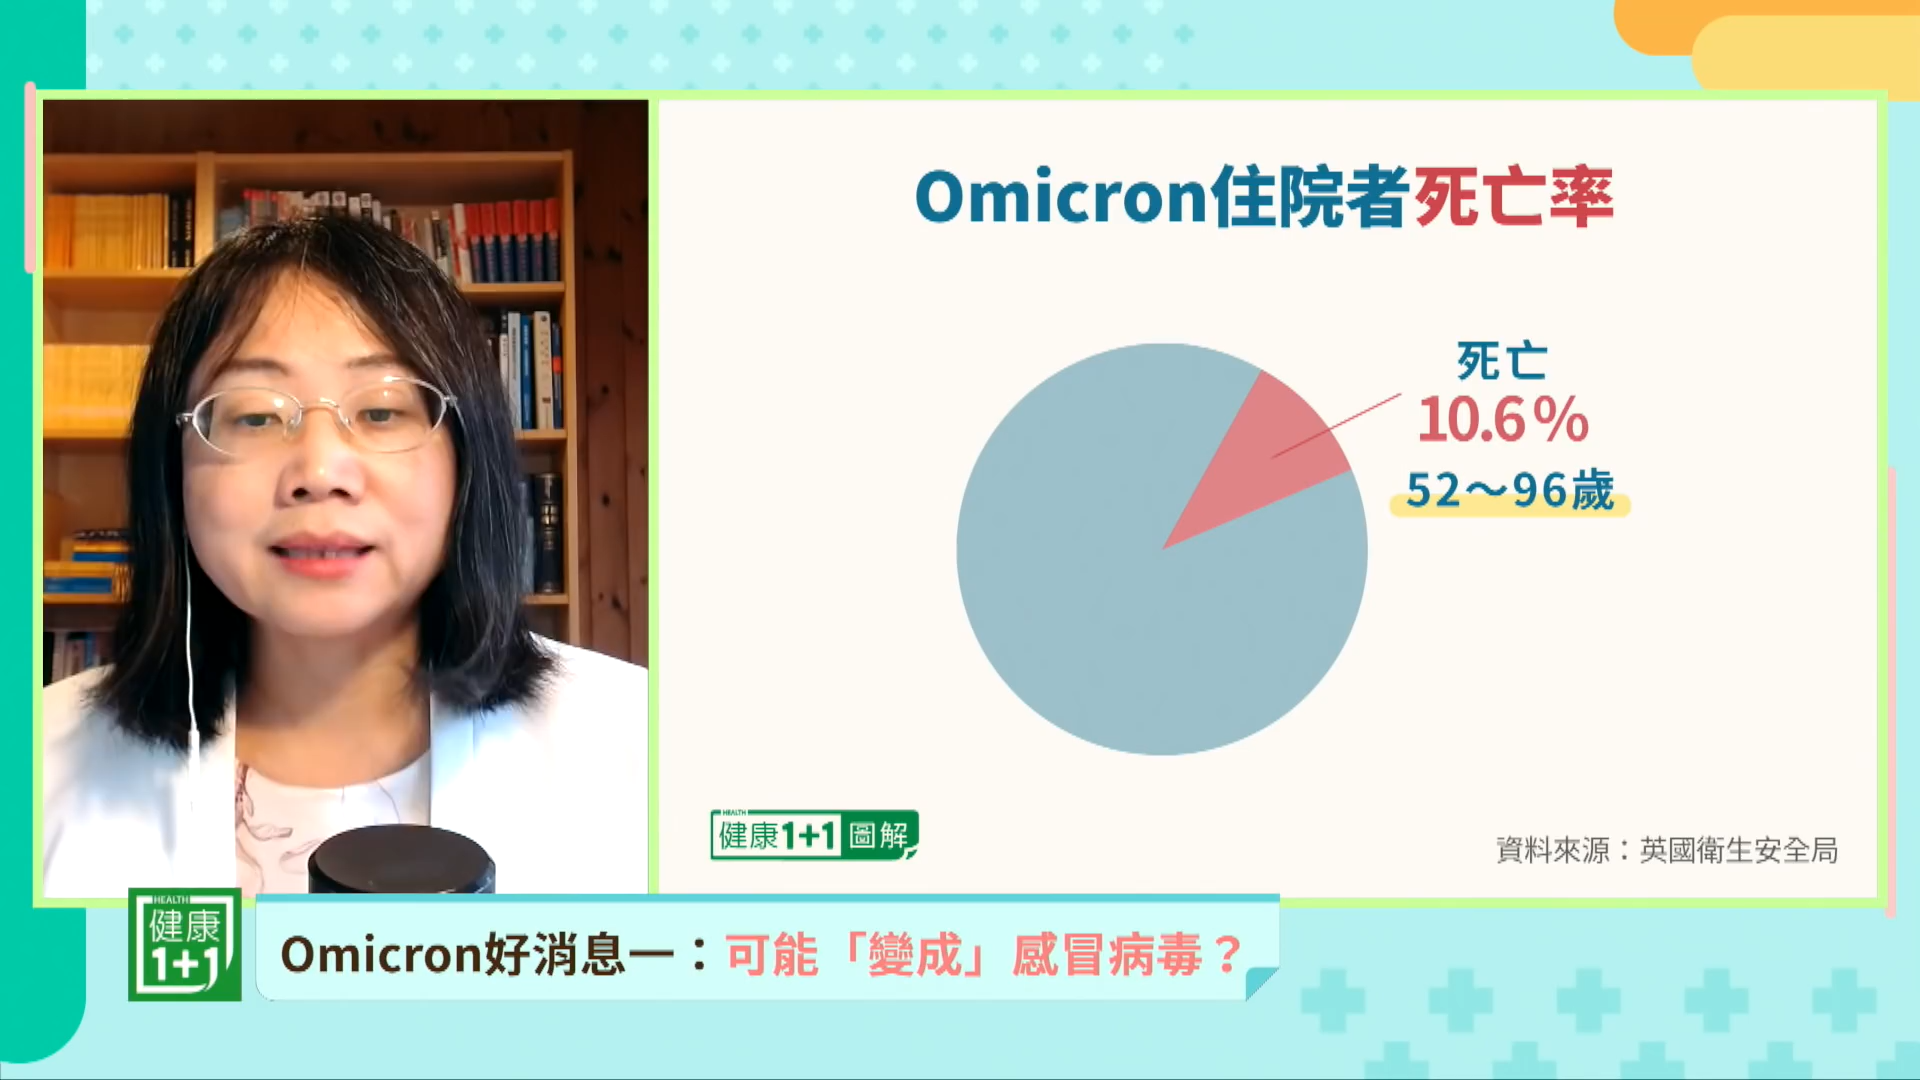 Omicron住院者死亡率
死亡
10.6%
52～96歲
HEALTH
健康1+1圖解
資料來源：英國衛生安全局
HEALTH
健康
1+1
Omicron好消息一：可能「變成」感冒病毒？